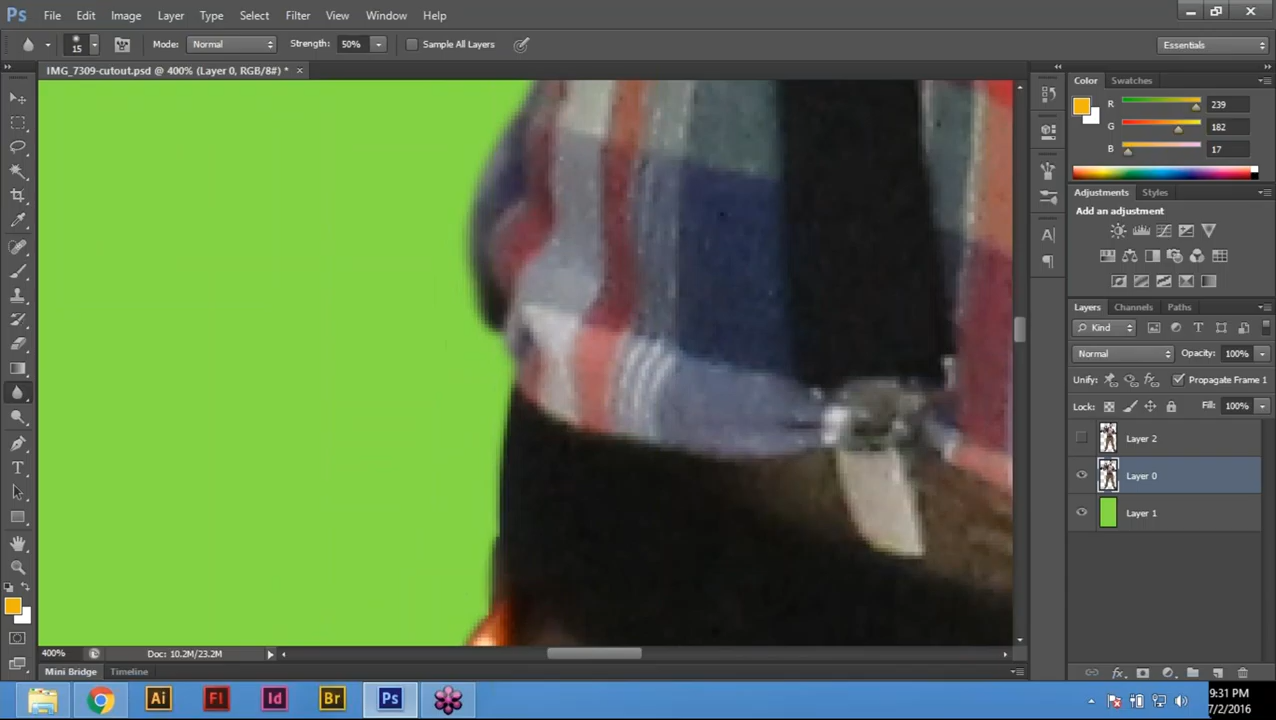 Ps File Edit Image Layer Type Select Filter View Window Help
15 Mode: Normal Strength: 50% Sample All Layers Essentials
IMG_7309-cutout.psd @ 400% (Layer 0, RGB/8#) * ×
Color Swatches
R 239
G 182
B 17
Adjustments Styles
Add an adjustment
Layers Channels Paths
Kind
Normal Opacity: 100%
Unify: Propagate Frame 1
Lock: Fill: 100%
Layer 2
Layer 0
Layer 1
400% Doc: 10.2M/23.2M
Mini Bridge Timeline
Ai Fl Id Br Ps
9:31 PM
7/2/2016